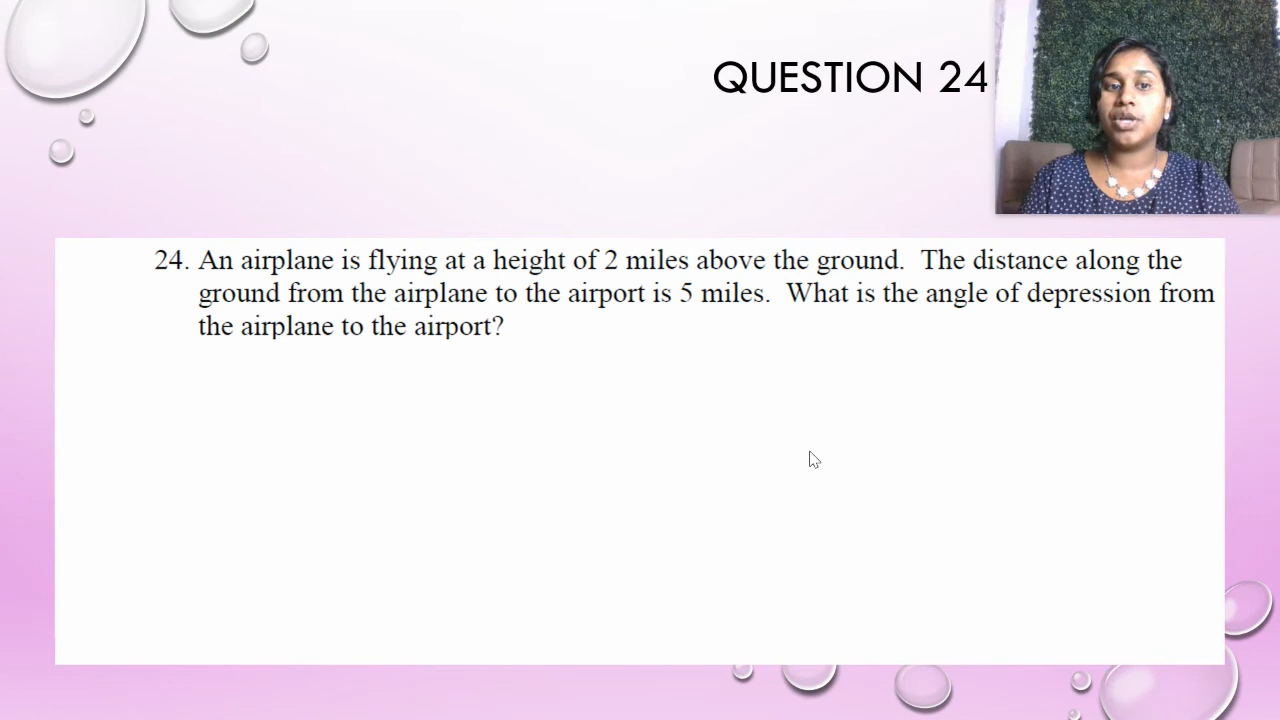 QUESTION 24
24. An airplane is flying at a height of 2 miles above the ground. The distance along the
ground from the airplane to the airport is 5 miles. What is the angle of depression from
the airplane to the airport?